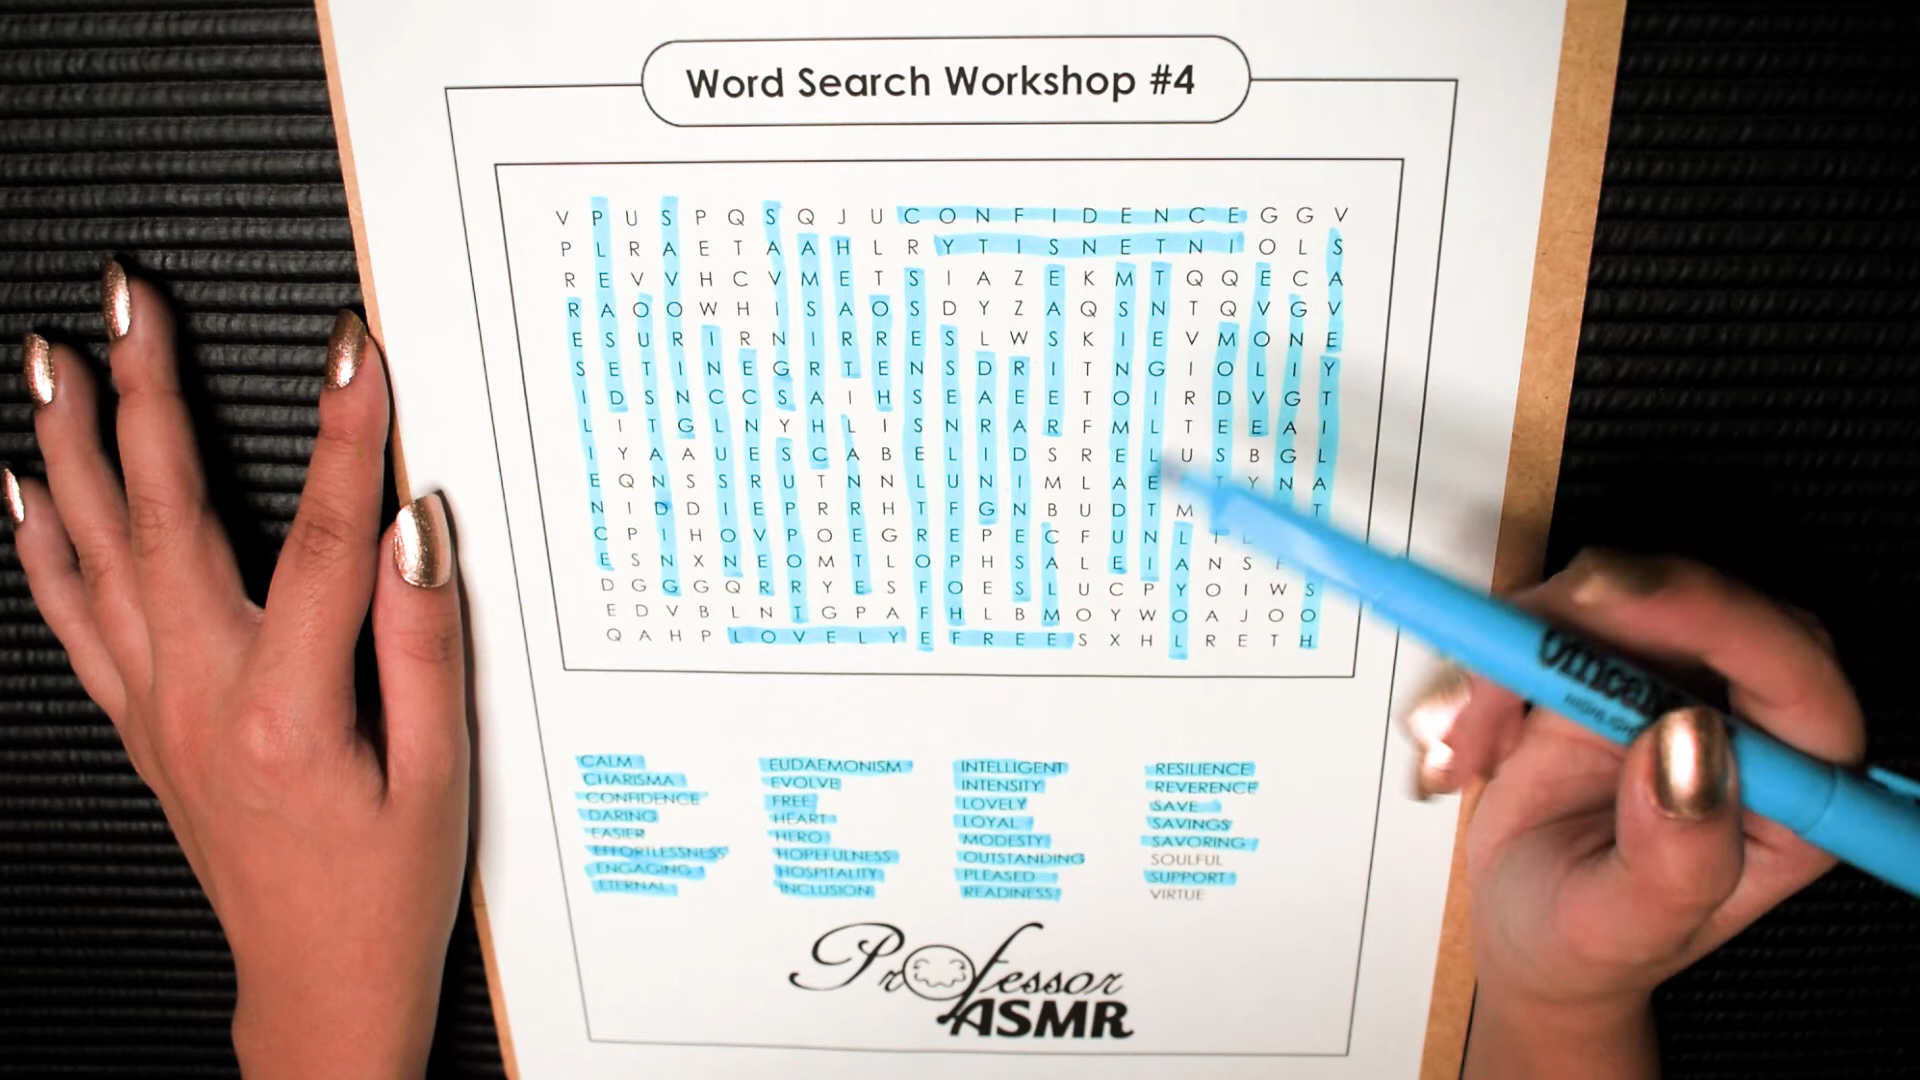 Word Search Workshop #4
V P U S P Q S Q J U C O N F I D E N C E G G V
P L R A E T A A H L R Y T I S N E T N I O L S
R E V V H C V M E T S I A Z E K M T Q Q E C A
R A O O W H I S A O S D Y Z A Q S N T Q V G V
E S U R I R N I R R E S L W S K I E V M O N E
S E T I N E G R T E N S D R I T N G I O L I Y
I D S N C C S A I H S E A E E T O I R D V G T
L I T G L N Y H L I S N R A R F M L T E E A I
I Y A A U E S C A B E L I D S R E L U S B G L
E Q N S S R U T N N L U N I M L A E T Y N A
N I D D I E P R R H T F G N B U D T M T
C P I H O V P O E G R E P E C F U N L
E S N X N E O M T L O P H S A L E I A N S
D G G G Q R R Y E S F O E S L U C P Y O I W S
E D V B L N T G P A F H L B M O Y W O A J O O
Q A H P L O V E L Y E F R E E S X H L R E T H
CALM EUDAEMONISM INTELLIGENT RESILIENCE
CHARISMA EVOLVE INTENSITY REVERENCE
CONFIDENCE FREE LOVELY SAVE
DARING HEART LOYAL SAVINGS
EASIER HERO MODESTY SAVORING
EFFORTLESSNESS HOPEFULNESS OUTSTANDING SOULFUL
ENGAGING HOSPITALITY PLEASED SUPPORT
ETERNAL INCLUSION READINESS VIRTUE
Professor
ASMR